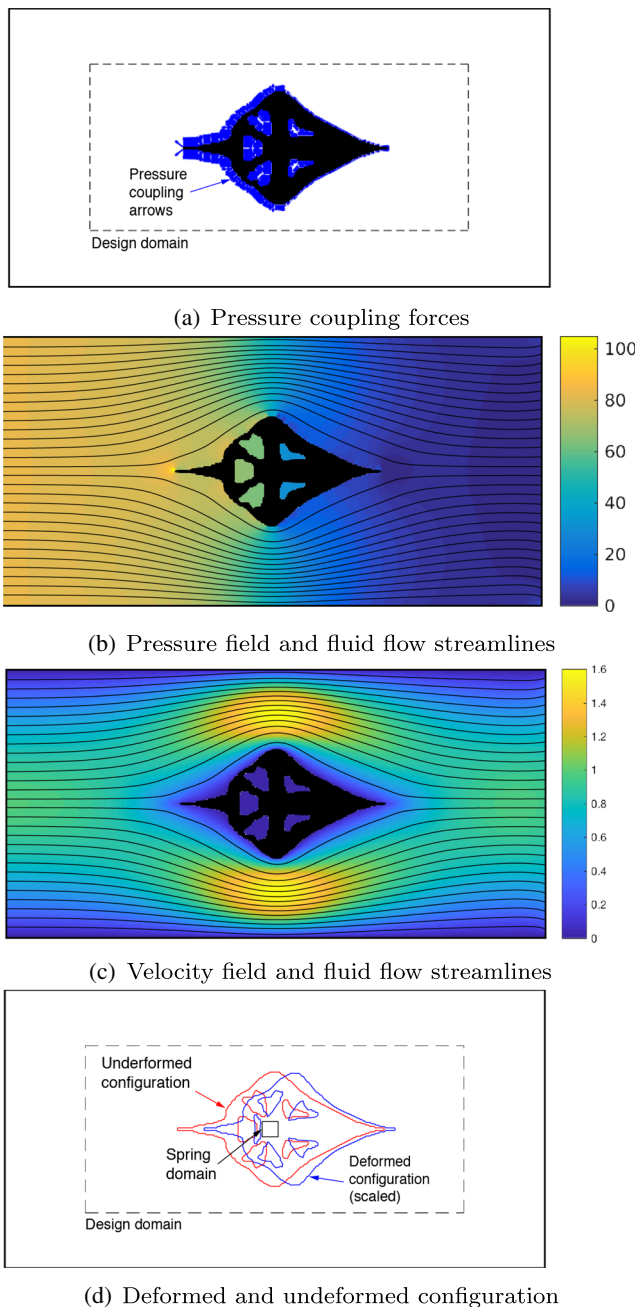 Pressure
coupling
arrows
Design domain
(a) Pressure coupling forces
100
80
60
40
20
0
(b) Pressure field and fluid flow streamlines
1.6
1.4
1.2
1
0.8
0.6
0.4
0.2
0
(c) Velocity field and fluid flow streamlines
Underformed
configuration
Spring
domain
Deformed
configuration
(scaled)
Design domain
(d) Deformed and undeformed configuration